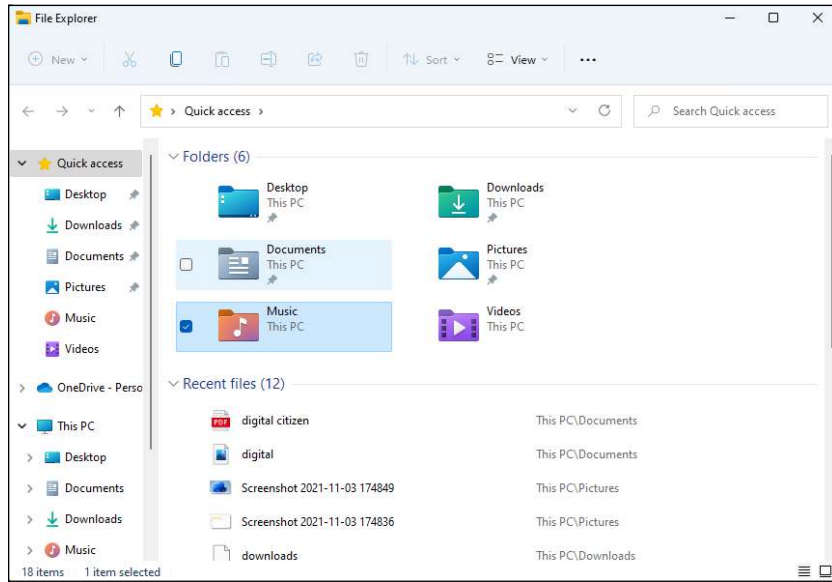 File Explorer
New
Sort
View
Quick access
Search Quick access
Quick access
Desktop
Downloads
Documents
Pictures
Music
Videos
OneDrive - Perso
This PC
Desktop
Documents
Downloads
Music
Folders (6)
Desktop
This PC
Downloads
This PC
Documents
This PC
Pictures
This PC
Music
This PC
Videos
This PC
Recent files (12)
PDF digital citizen This PC\Documents
digital This PC\Documents
Screenshot 2021-11-03 174849 This PC\Pictures
Screenshot 2021-11-03 174836 This PC\Pictures
downloads This PC\Downloads
18 items 1 item selected